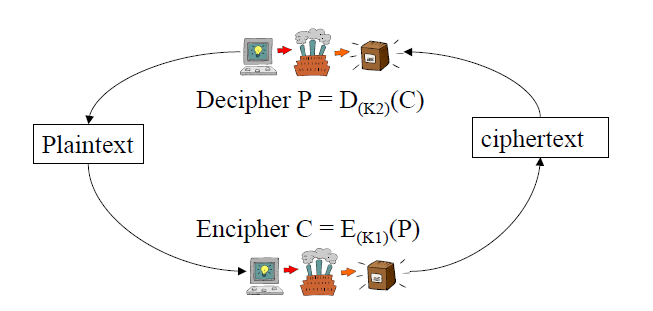 Decipher P = D(K2)(C)
Plaintext
ciphertext
Encipher C = E(K1)(P)